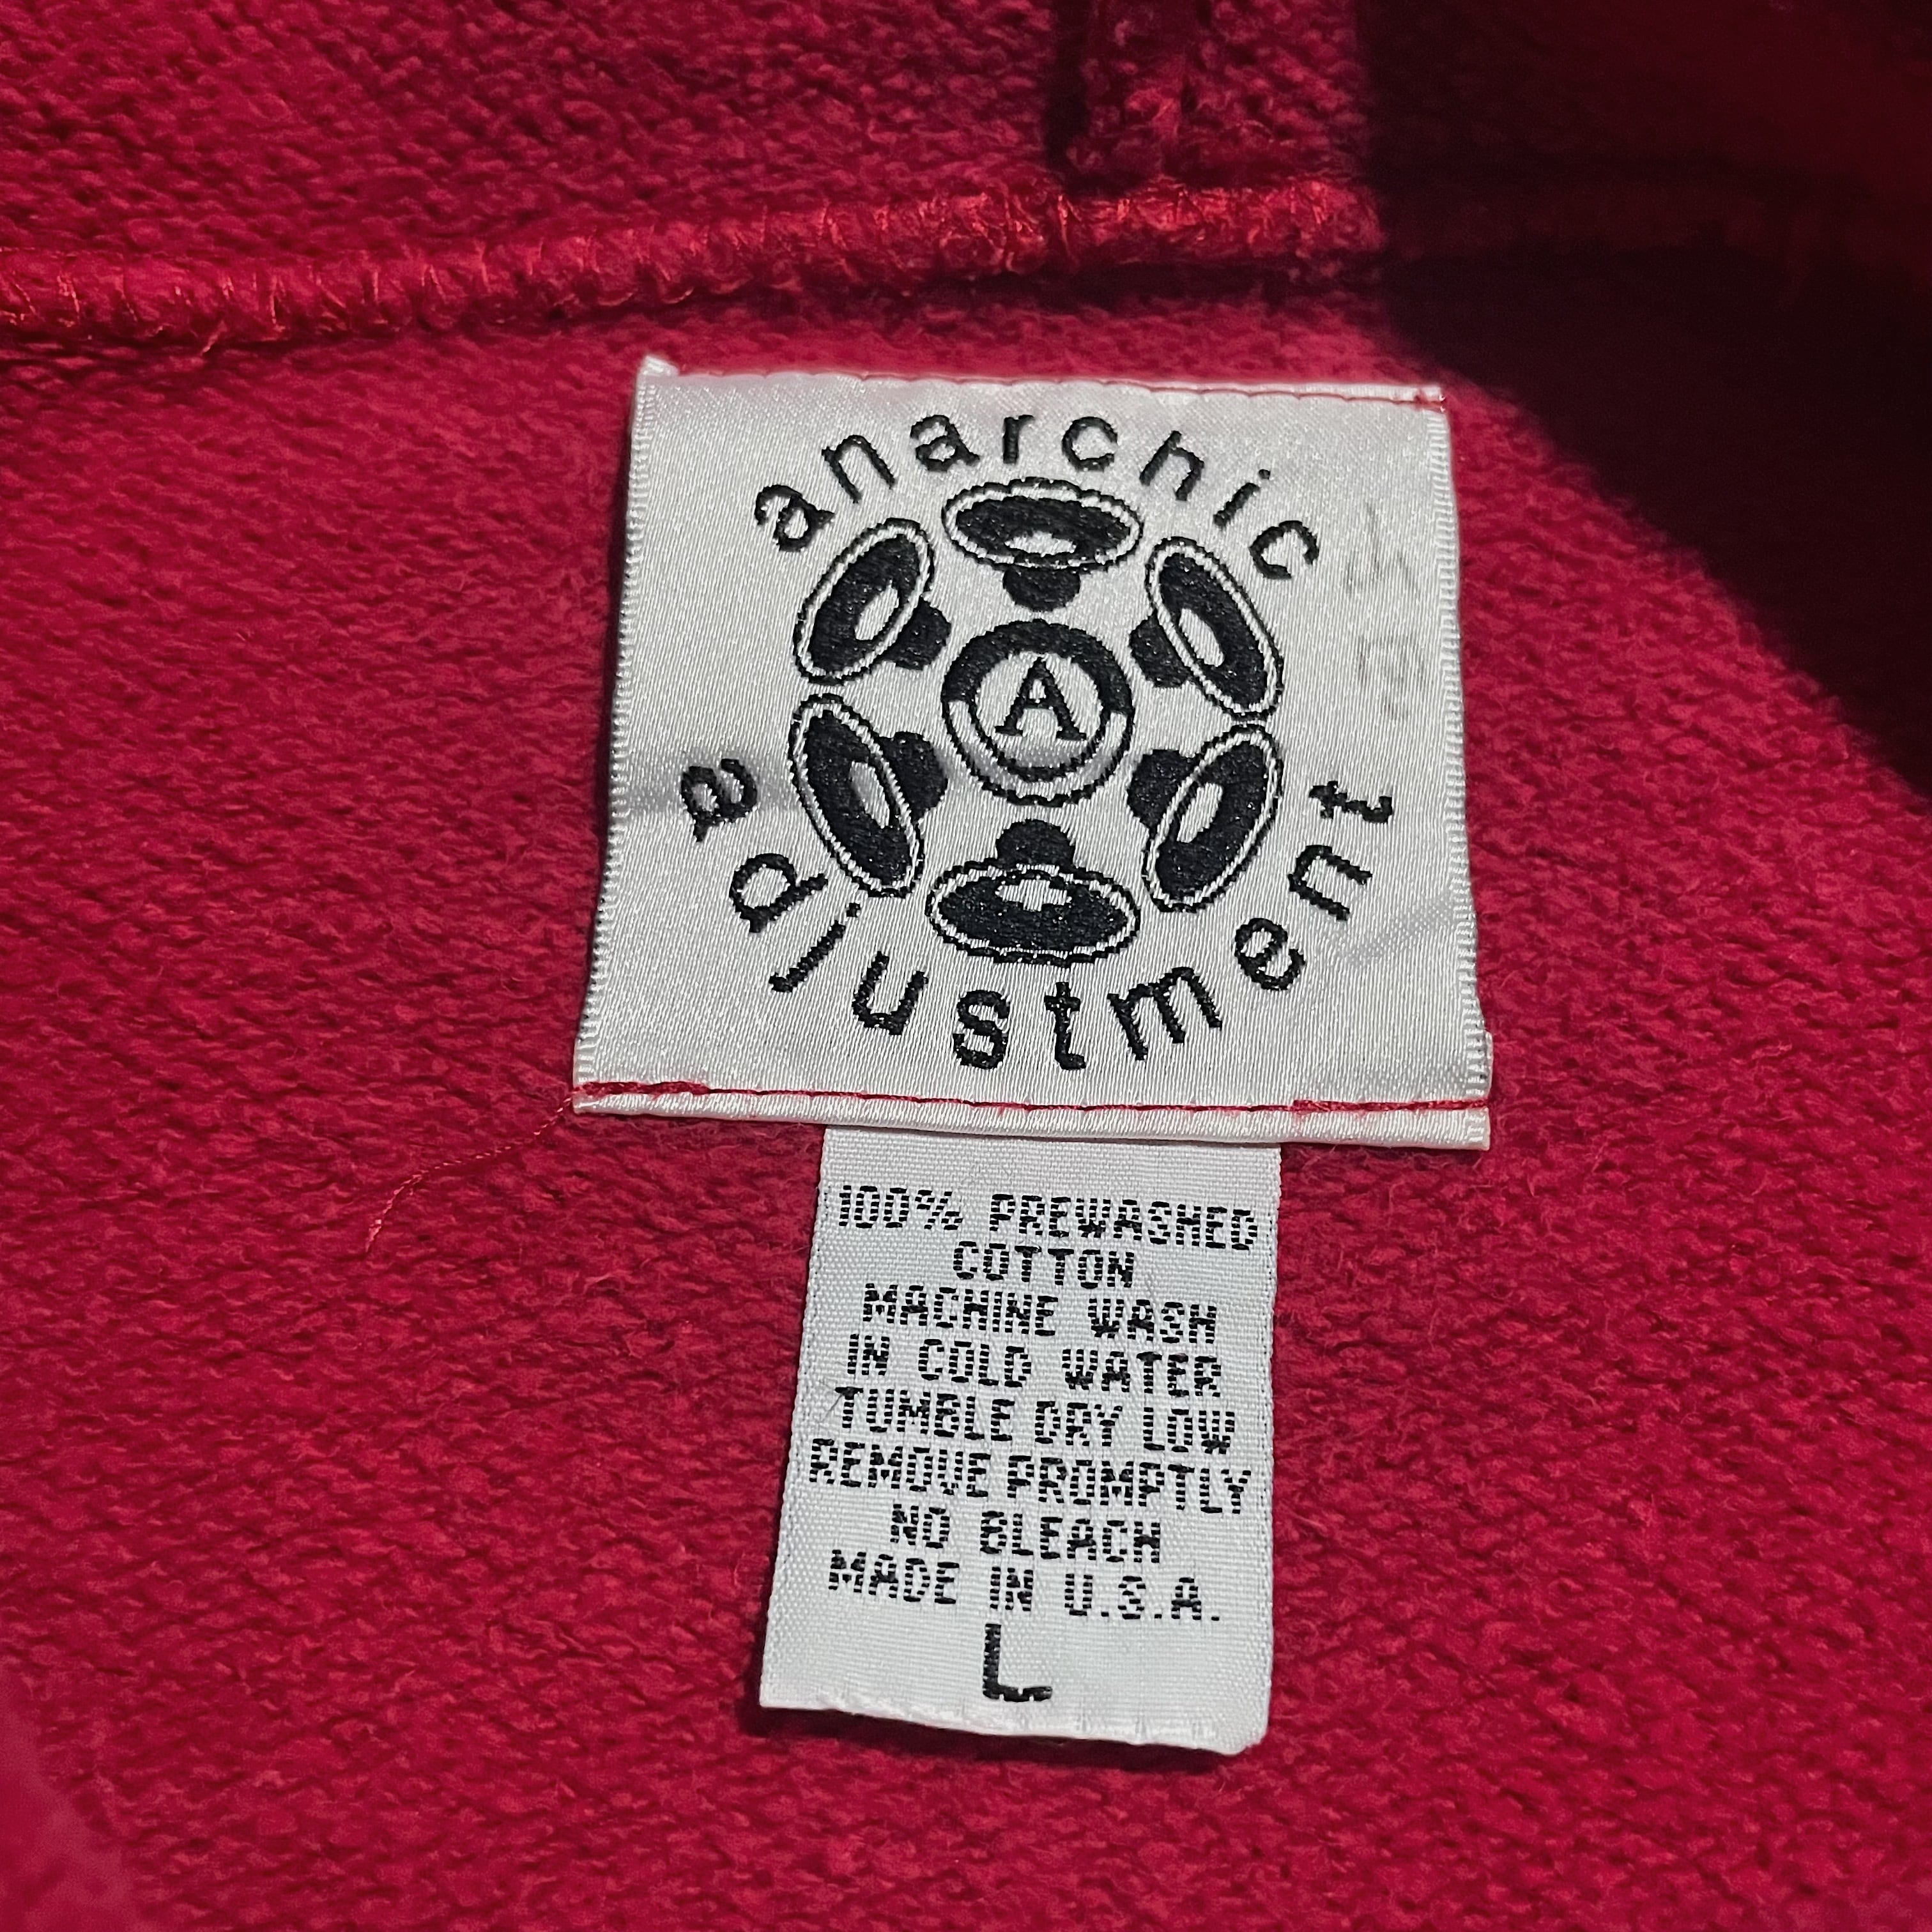 anarchic
A
adjustment
100% PREWASHED
COTTON
MACHINE WASH
IN COLD WATER
TUMBLE DRY LOW
REMOVE PROMPTLY
NO BLEACH
MADE IN U.S.A.
L